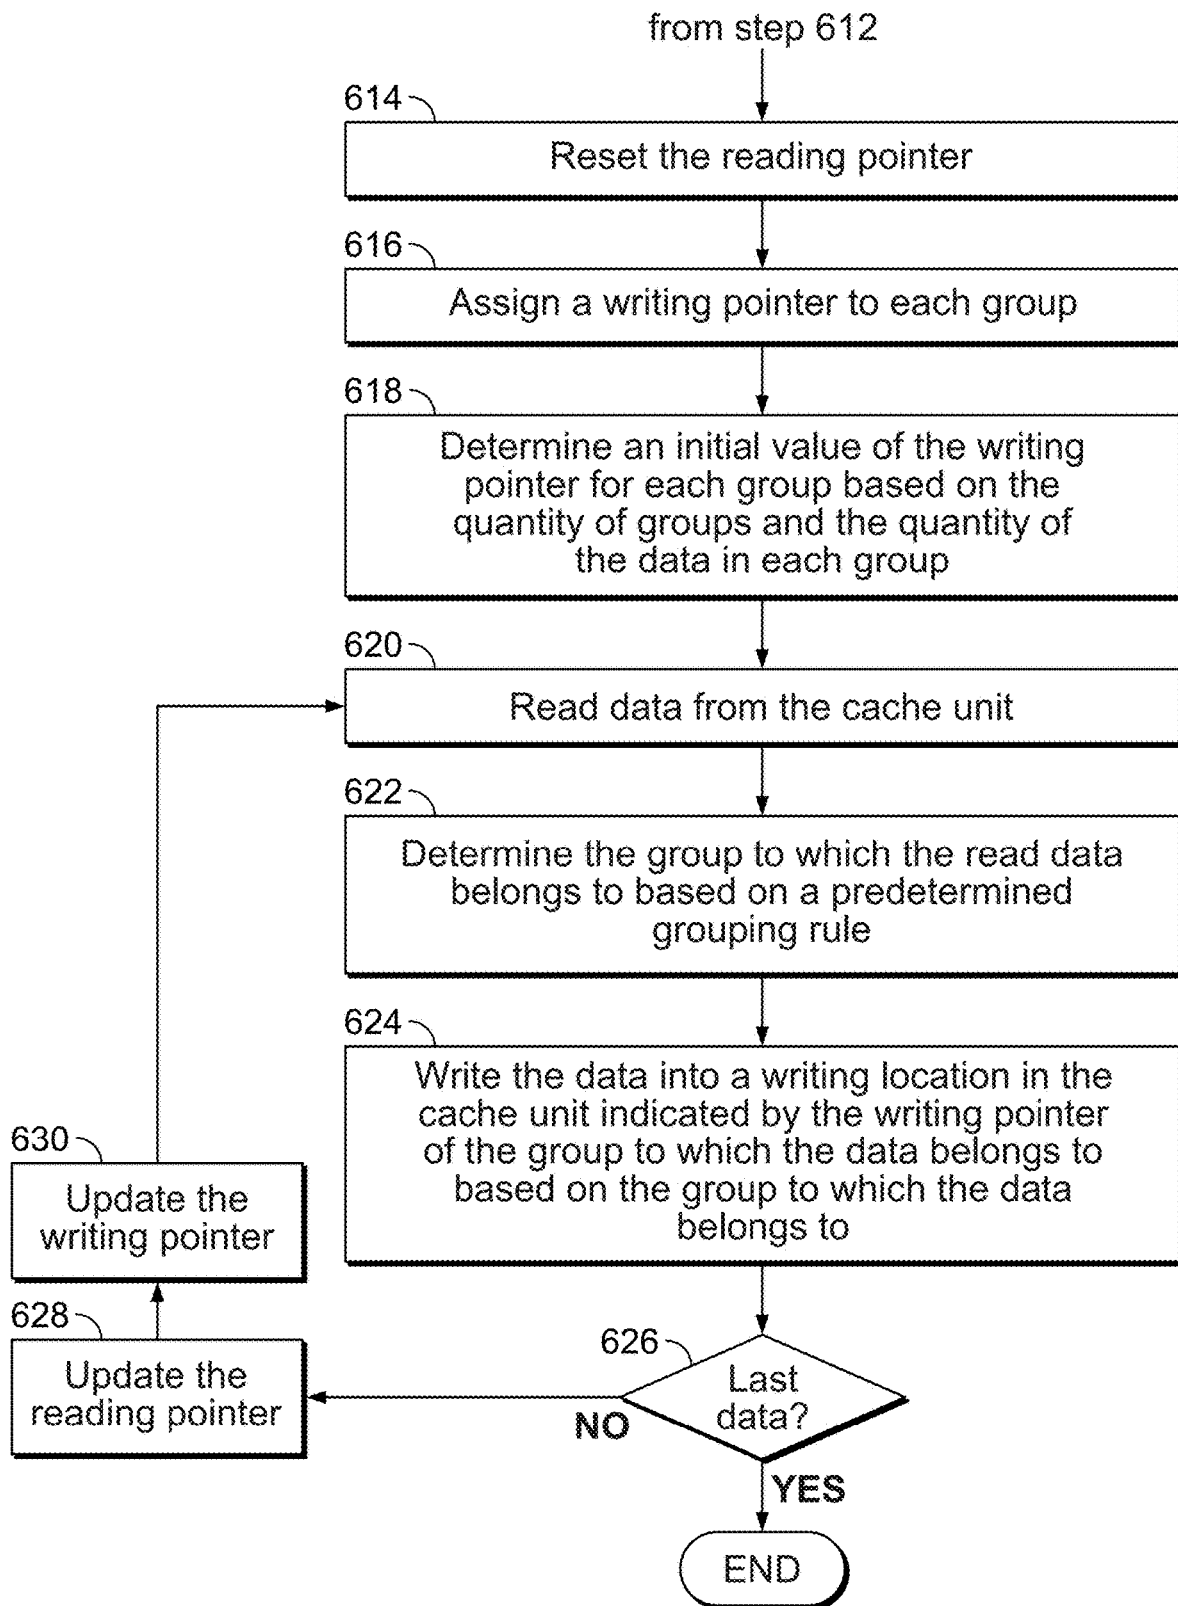 from step 612
614
Reset the reading pointer
616
Assign a writing pointer to each group
618
Determine an initial value of the writing
pointer for each group based on the
quantity of groups and the quantity of
the data in each group
620
Read data from the cache unit
622
Determine the group to which the read data
belongs to based on a predetermined
grouping rule
624
Write the data into a writing location in the
cache unit indicated by the writing pointer
of the group to which the data belongs to
based on the group to which the data
belongs to
630
Update the
writing pointer
628
Update the
reading pointer
626
Last
data?
NO
YES
END